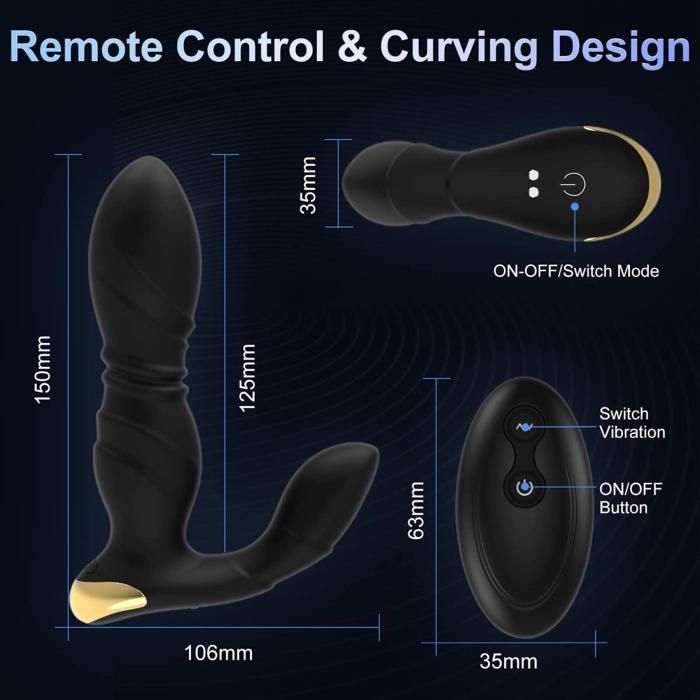 Remote Control & Curving Design
35mm
ON-OFF/Switch Mode
150mm
125mm
106mm
63mm
Switch
Vibration
ON/OFF
Button
35mm